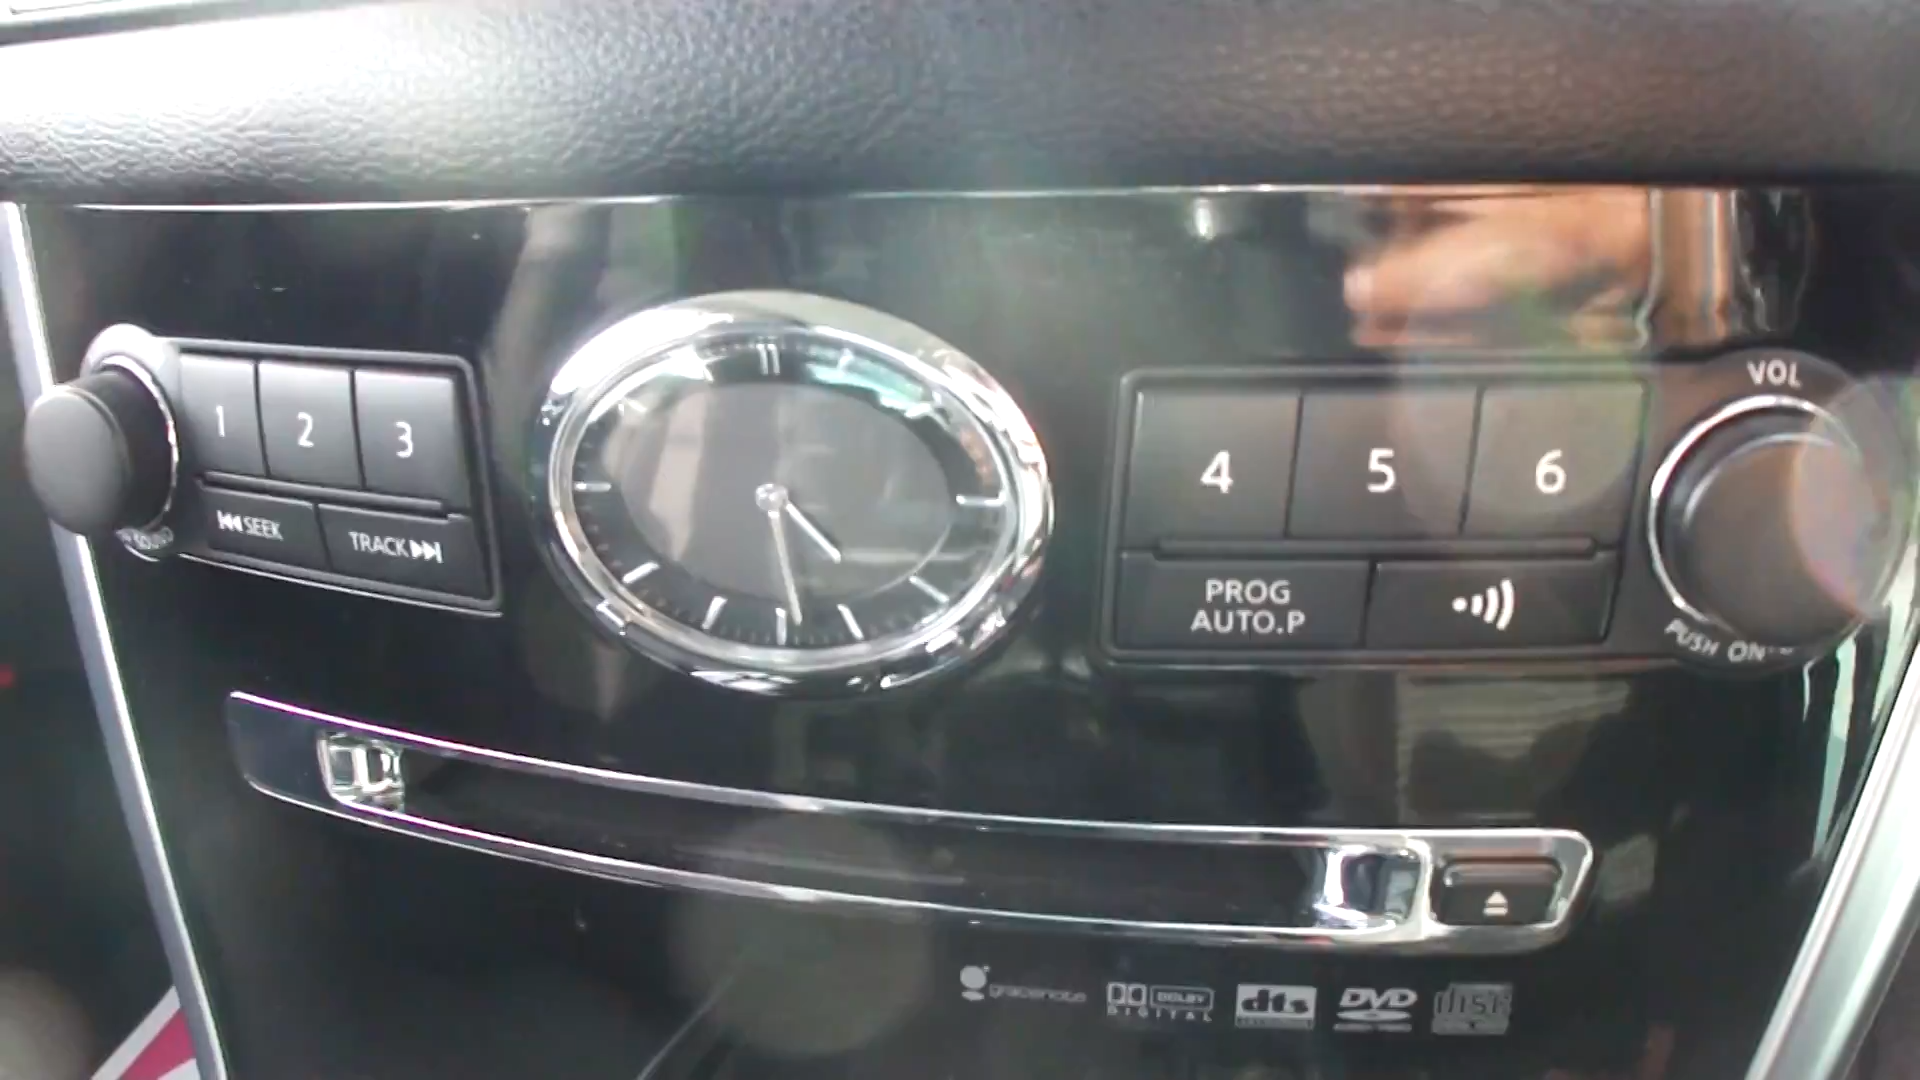 1
2
3
SEEK
TRACK
SOUND
4
5
6
PROG
AUTO.P
VOL
PUSH ON
gracenote
DOLBY
DIGITAL
dts
DVD
disc